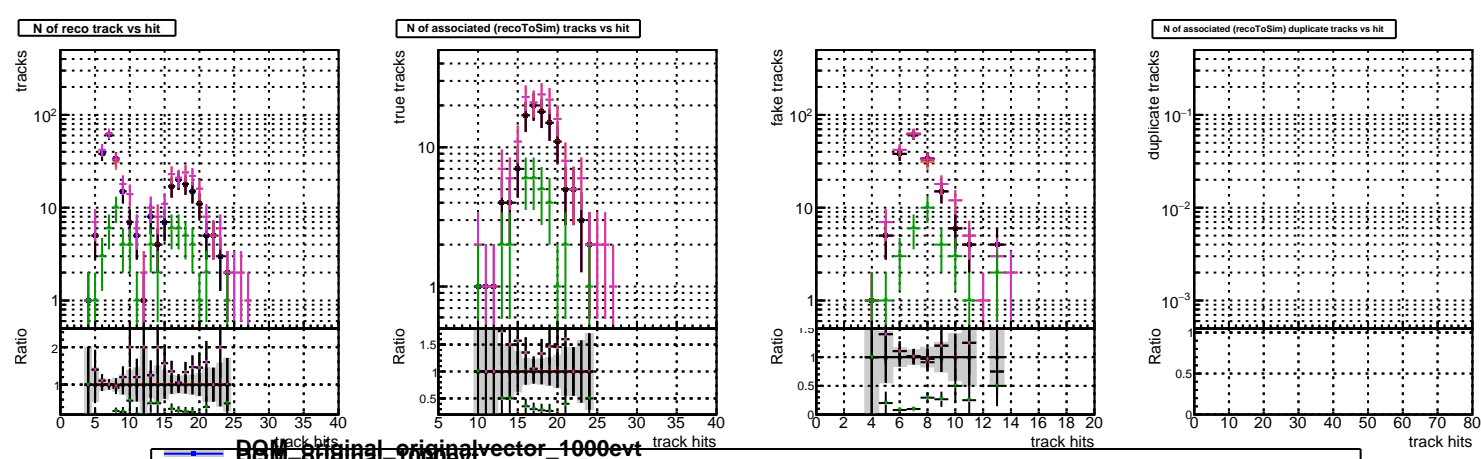 N of reco track vs hit
N of associated (recoToSim) tracks vs hit
N of associated (recoToSim) duplicate tracks vs hit
tracks
10²
10
1
Ratio
2
1
0 5 10 15 20 25 30 35 40
track hits
true tracks
10
1
Ratio
1.5
1
0.5
5 10 15 20 25 30 35 40
track hits
fake tracks
10²
10
1
Ratio
1.5
1
0.5
0 2 4 6 8 10 12 14 16 18 20
track hits
duplicate tracks
10⁻¹
10⁻²
10⁻³
Ratio
1
0.5
0
0 10 20 30 40 50 60 70 80
track hits
DQM_original_originalvector_1000evt